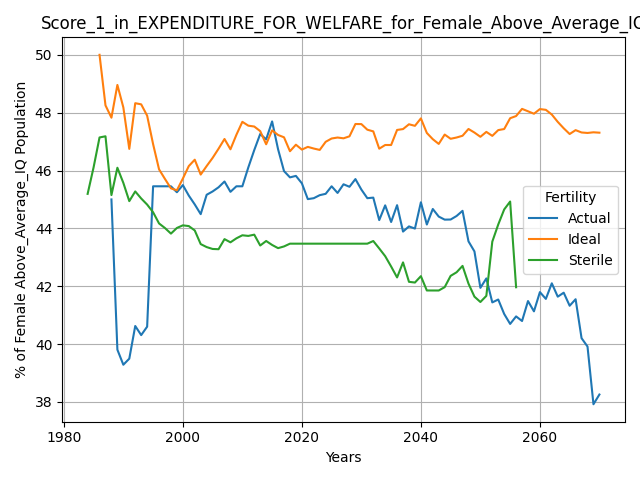 Score_1_in_EXPENDITURE_FOR_WELFARE_for_Female_Above_Average_IQ
% of Female Above_Average_IQ Population
50
48
46
44
42
40
38
Fertility
Actual
Ideal
Sterile
1980 2000 2020 2040 2060
Years